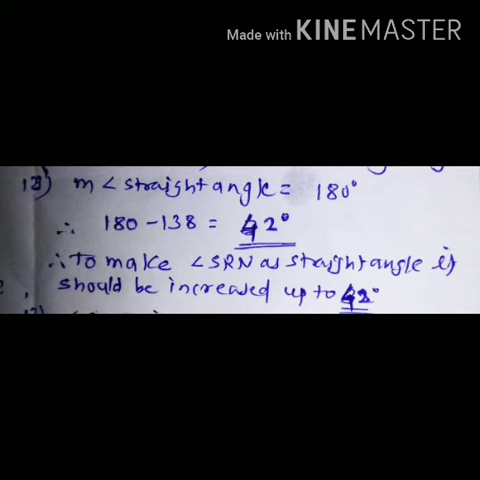 Made with KINEMASTER
12) m∠straight angle = 180°
∴ 180 - 138 = 42°
∴ To make ∠SRN as straight angle it
should be increased up to 42°